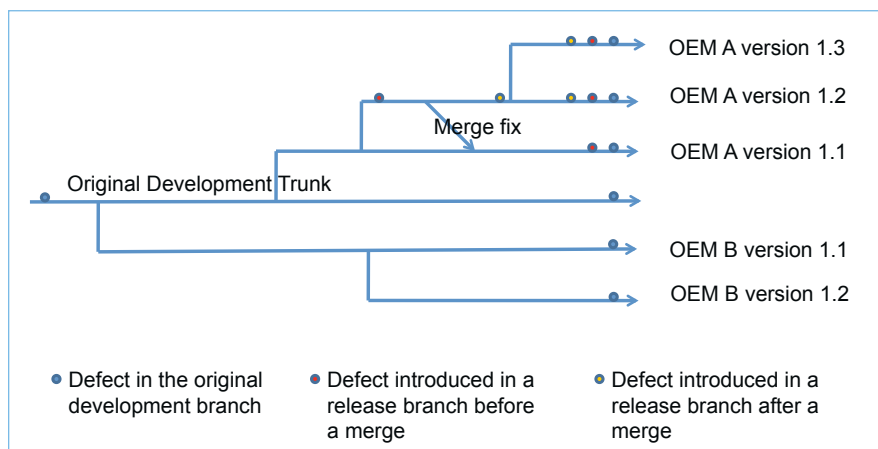 OEM A version 1.3
OEM A version 1.2
Merge fix
OEM A version 1.1
Original Development Trunk
OEM B version 1.1
OEM B version 1.2
Defect in the original
development branch
Defect introduced in a
release branch before
a merge
Defect introduced in a
release branch after a
merge